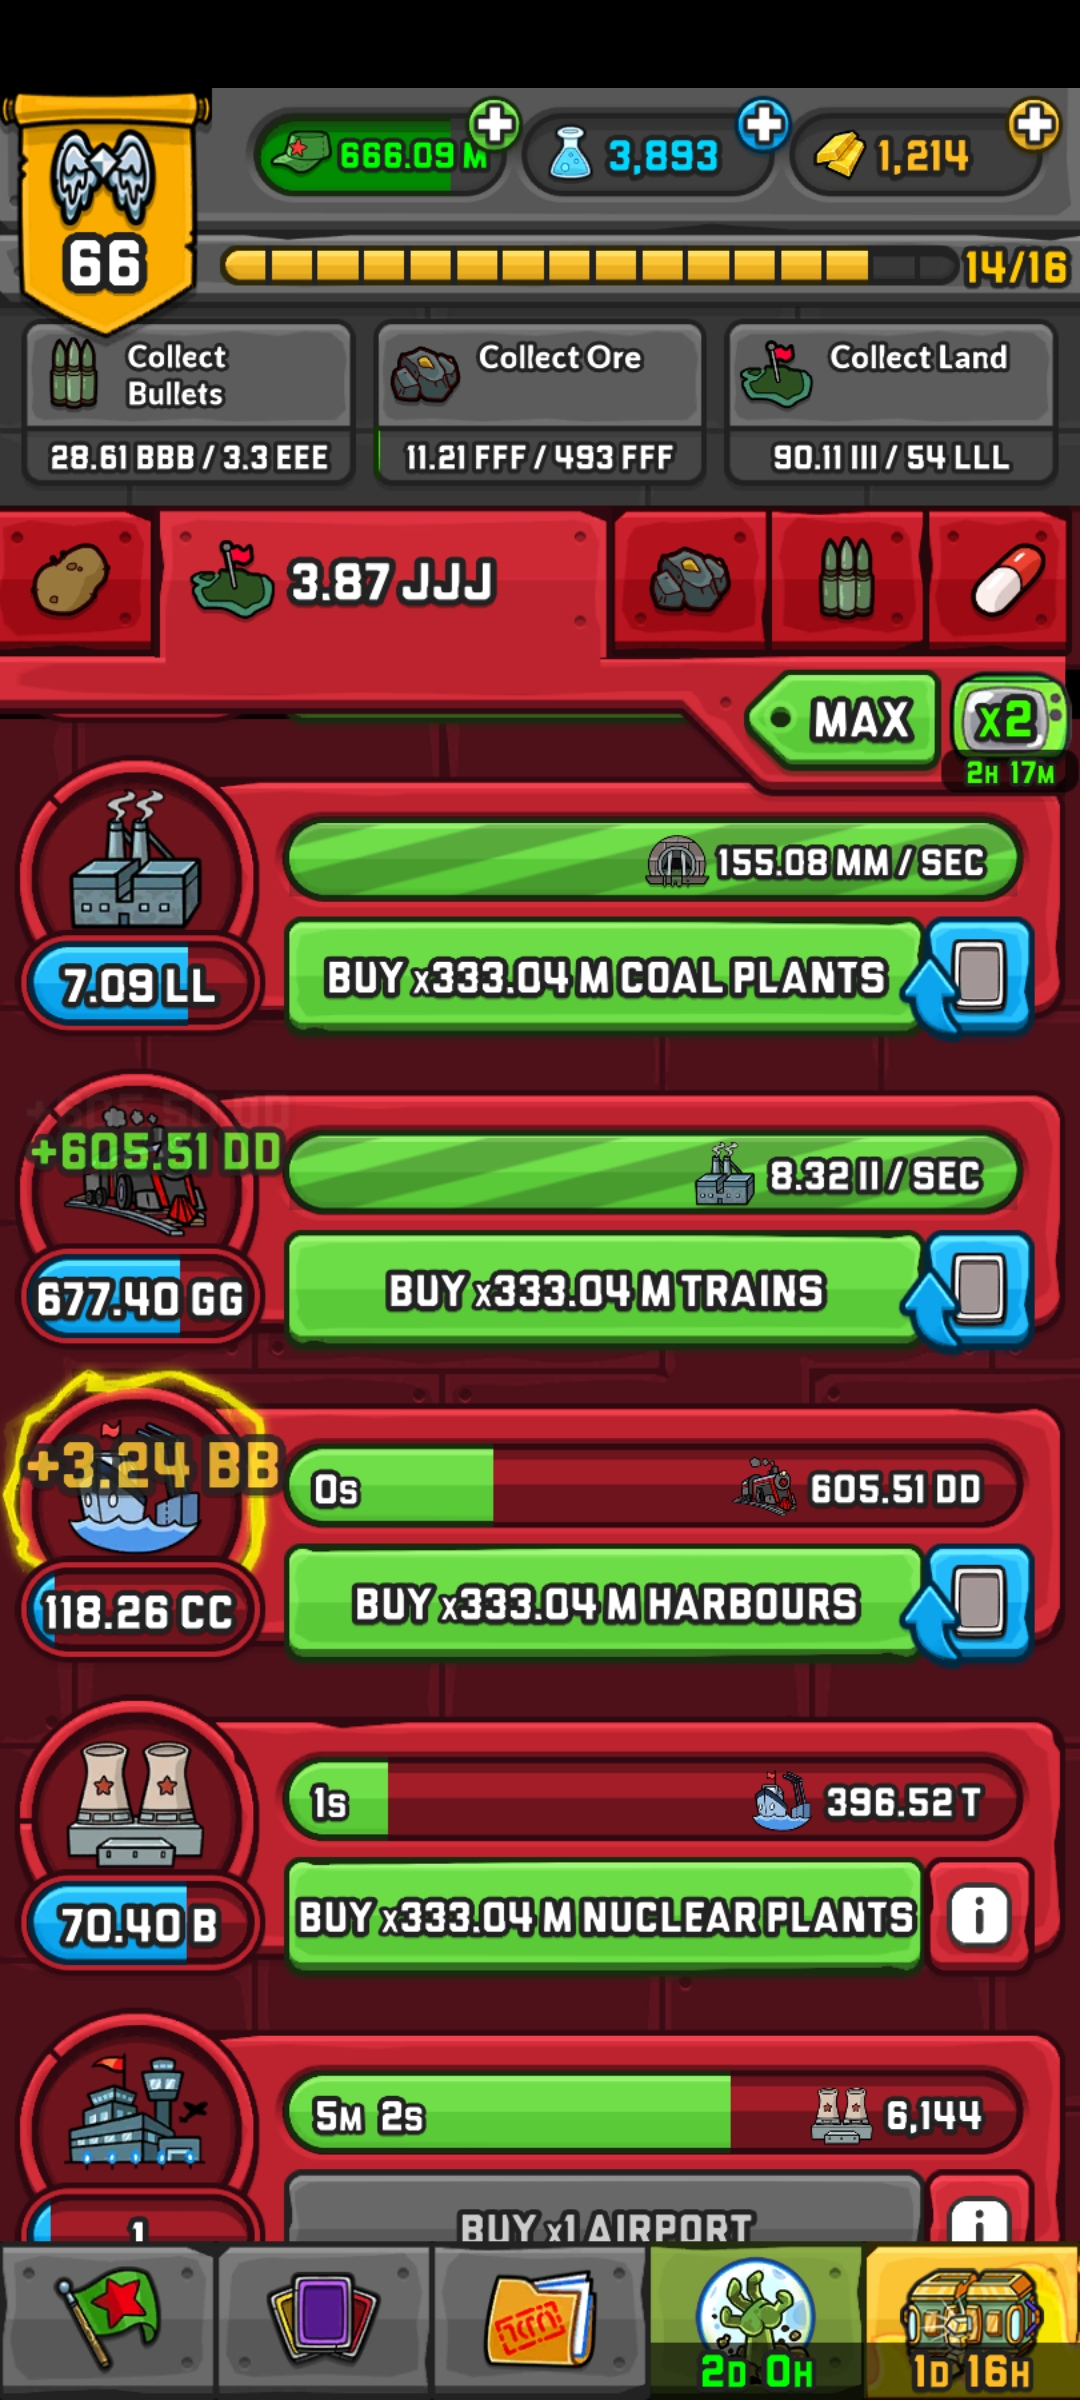 666.09 M
3,893
1,214
66
14/16
Collect
Bullets
Collect Ore
Collect Land
28.61 BBB / 3.3 EEE
11.21 FFF / 493 FFF
90.11 III / 54 LLL
3.87 JJJ
MAX
x2
2H 17M
155.08 MM / SEC
7.09 LL
BUY x333.04 M COAL PLANTS
+605.51 DD
+605.51 DD
8.32 II / SEC
677.40 GG
BUY x333.04 M TRAINS
+3.24 BB
0s
605.51 DD
118.26 CC
BUY x333.04 M HARBOURS
1s
396.52 T
70.40 B
BUY x333.04 M NUCLEAR PLANTS
i
5M 2s
6,144
1
BUY x1 AIRPORT
i
2D 0H
1D 16H